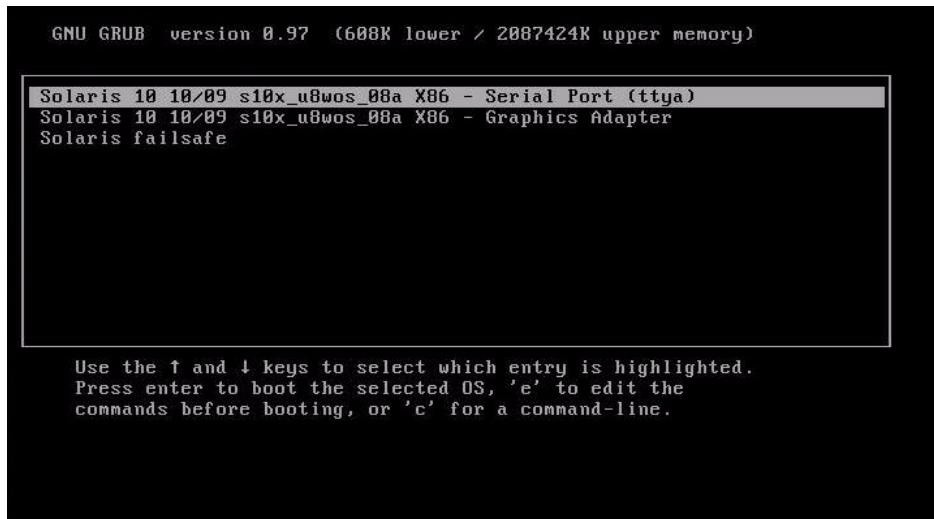 GNU GRUB version 0.97 (608K lower / 2087424K upper memory)
Solaris 10 10/09 s10x_u8wos_08a X86 - Serial Port (ttya)
Solaris 10 10/09 s10x_u8wos_08a X86 - Graphics Adapter
Solaris failsafe
Use the ↑ and ↓ keys to select which entry is highlighted.
Press enter to boot the selected OS, 'e' to edit the
commands before booting, or 'c' for a command-line.